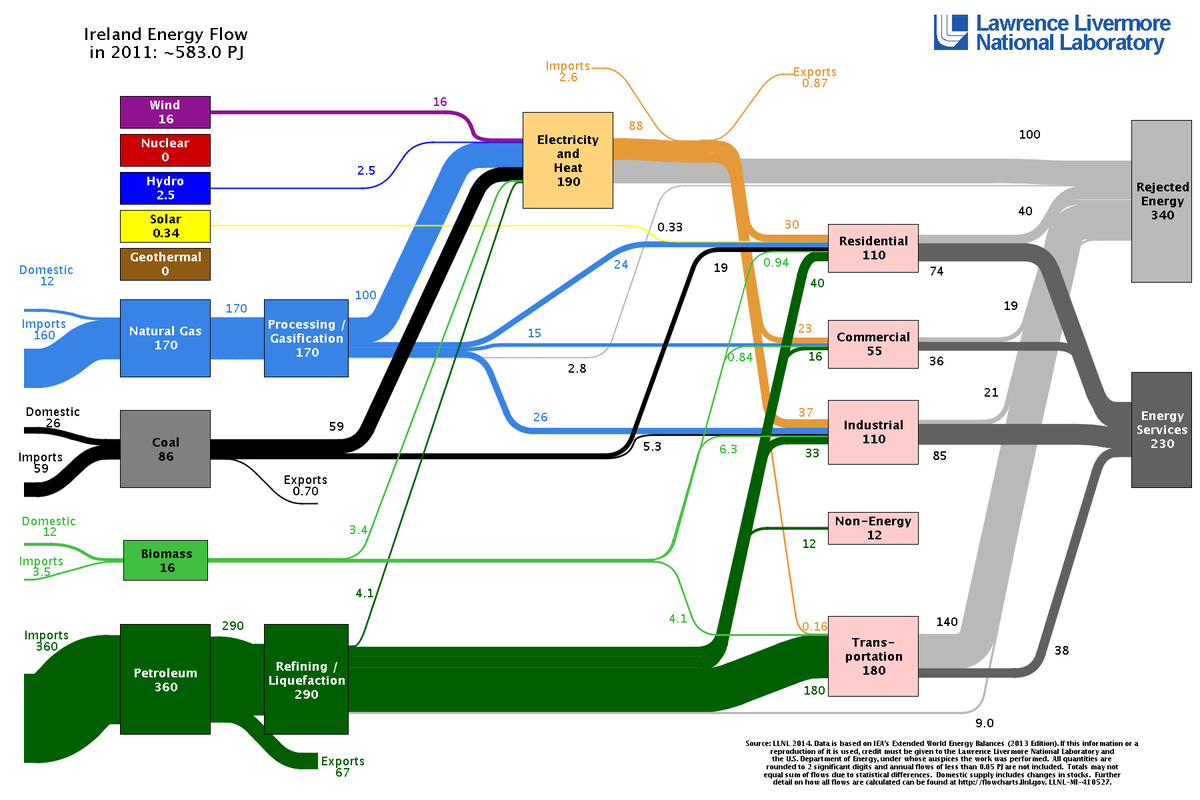 Ireland Energy Flow
in 2011: ~583.0 PJ
Lawrence Livermore
National Laboratory
Imports
2.6
Exports
0.87
Wind
16
16
Nuclear
0
Hydro
2.5
2.5
Solar
0.34
0.33
Geothermal
0
Electricity
and
Heat
190
88
100
Rejected
Energy
340
Domestic
12
Imports
160
Natural Gas
170
170
Processing /
Gasification
170
100
24
15
2.8
26
30
19
0.94
40
Residential
110
40
74
23
0.84
16
Commercial
55
19
36
37
6.3
33
Industrial
110
21
85
Energy
Services
230
Domestic
26
Imports
59
Coal
86
59
Exports
0.70
5.3
12
Non-Energy
12
Domestic
12
Imports
3.5
Biomass
16
3.4
4.1
4.1
Imports
360
Petroleum
360
290
Refining /
Liquefaction
290
Exports
67
0.16
180
Trans-
portation
180
140
38
9.0
Source: LLNL 2014. Data is based on IEA's Extended World Energy Balances (2013 Edition). If this information or a
reproduction of it is used, credit must be given to the Lawrence Livermore National Laboratory and
the U.S. Department of Energy, under whose auspices the work was performed. All quantities are
rounded to 2 significant digits and annual flows of less than 0.05 PJ are not included. Totals may not
equal sum of flows due to statistical differences. Domestic supply includes changes in stocks. Further
detail on how all flows are calculated can be found at http://flowcharts.llnl.gov. LLNL-MI-410527.